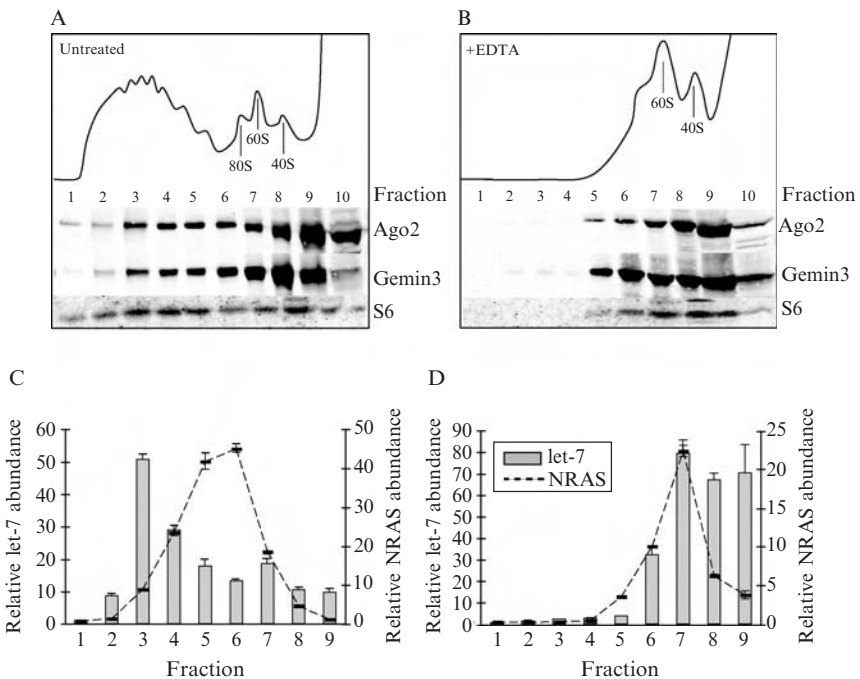 A
Untreated
80S
60S
40S
1 2 3 4 5 6 7 8 9 10 Fraction
Ago2
Gemin3
S6
B
+EDTA
60S
40S
1 2 3 4 5 6 7 8 9 10 Fraction
Ago2
Gemin3
S6
C
Relative let-7 abundance
60
50
40
30
20
10
0
50
40
30
20
10
0
Relative NRAS abundance
1 2 3 4 5 6 7 8 9
Fraction
D
Relative let-7 abundance
90
80
70
60
50
40
30
20
10
0
let-7
NRAS
25
20
15
10
5
0
Relative NRAS abundance
1 2 3 4 5 6 7 8 9
Fraction